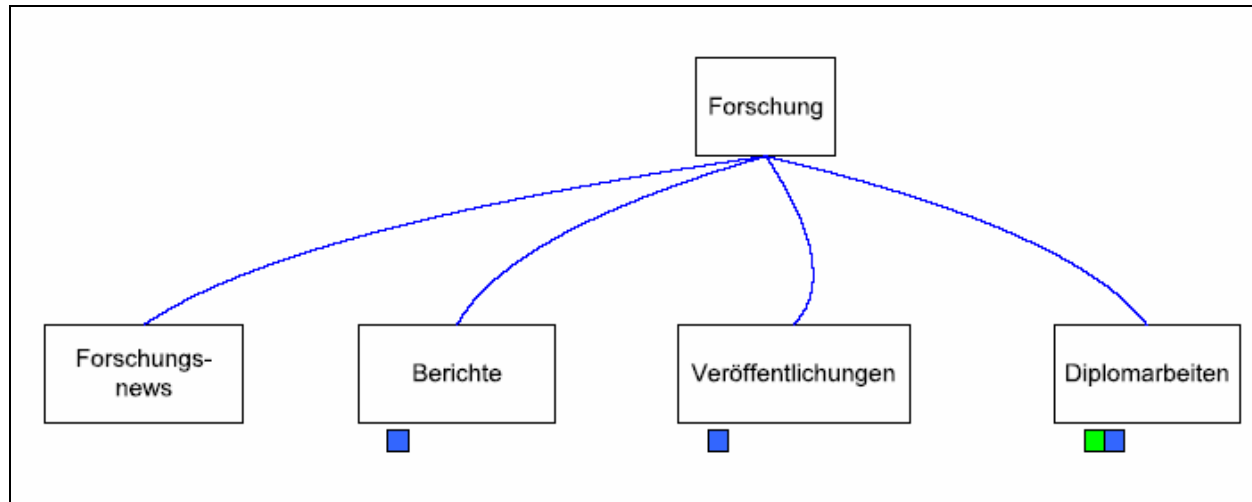 Forschung
Forschungs-
news
Berichte
Veröffentlichungen
Diplomarbeiten